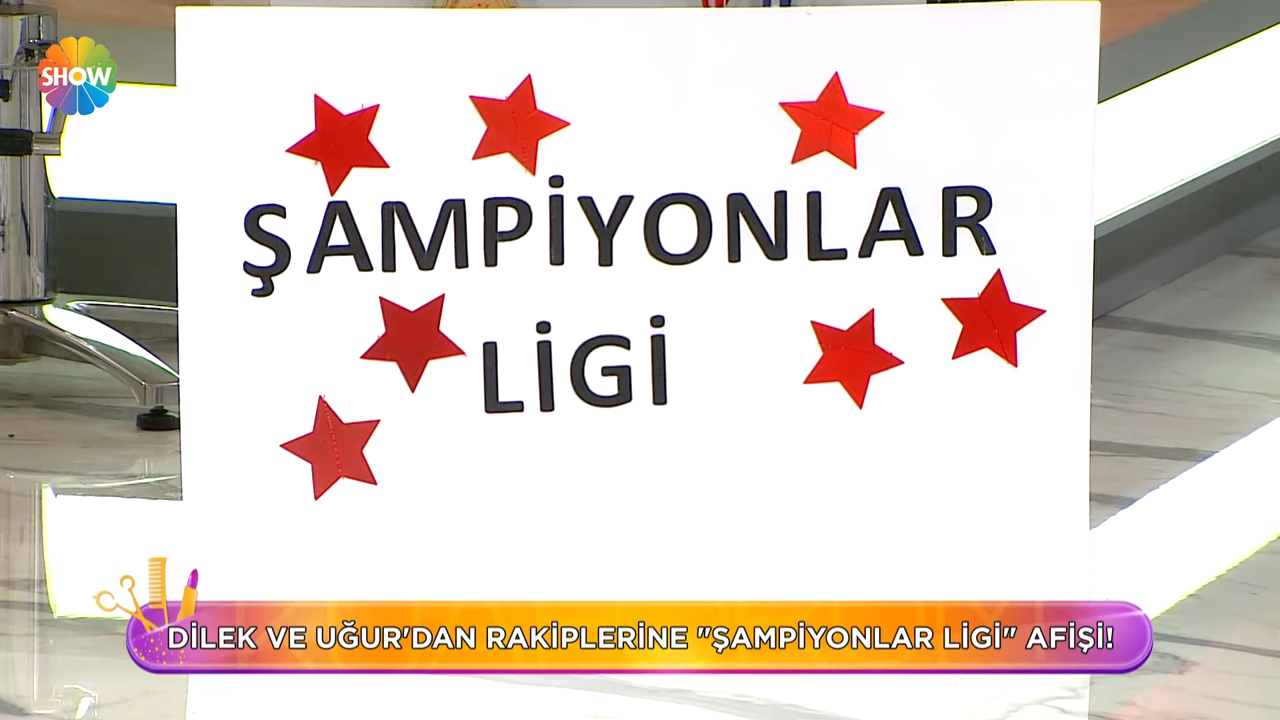 SHOW
ŞAMPİYONLAR
LİGİ
DİLEK VE UĞUR'DAN RAKİPLERİNE "ŞAMPİYONLAR LİGİ" AFİŞİ!